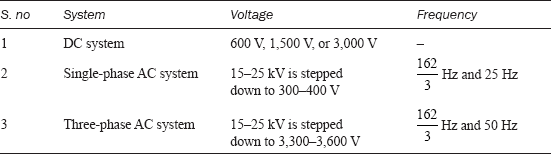 S. no System Voltage Frequency
1 DC system 600 V, 1,500 V, or 3,000 V –
2 Single-phase AC system 15–25 kV is stepped down to 300–400 V 162/3 Hz and 25 Hz
3 Three-phase AC system 15–25 kV is stepped down to 3,300–3,600 V 162/3 Hz and 50 Hz